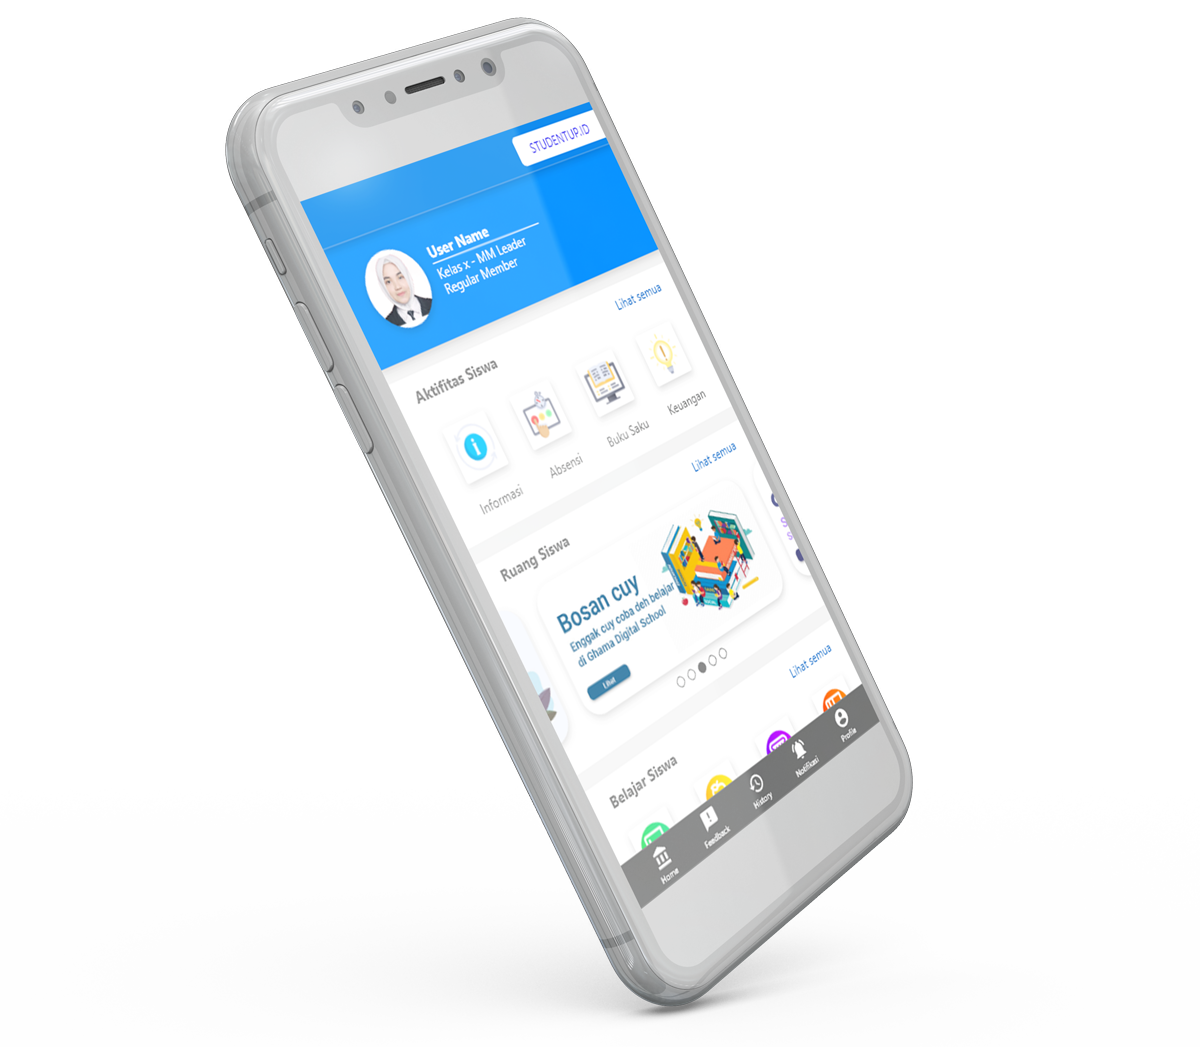 STUDENTUP.ID
User Name
Kelas x - MM Leader
Regular Member
Lihat semua
Aktifitas Siswa
Informasi
Absensi
Buku Saku
Keuangan
Lihat semua
Ruang Siswa
Bosan cuy
Enggak cuy coba deh belajar
di Ghama Digital School
Lihat
Lihat semua
Belajar Siswa
Home
Feedback
History
Notifikasi
Profile